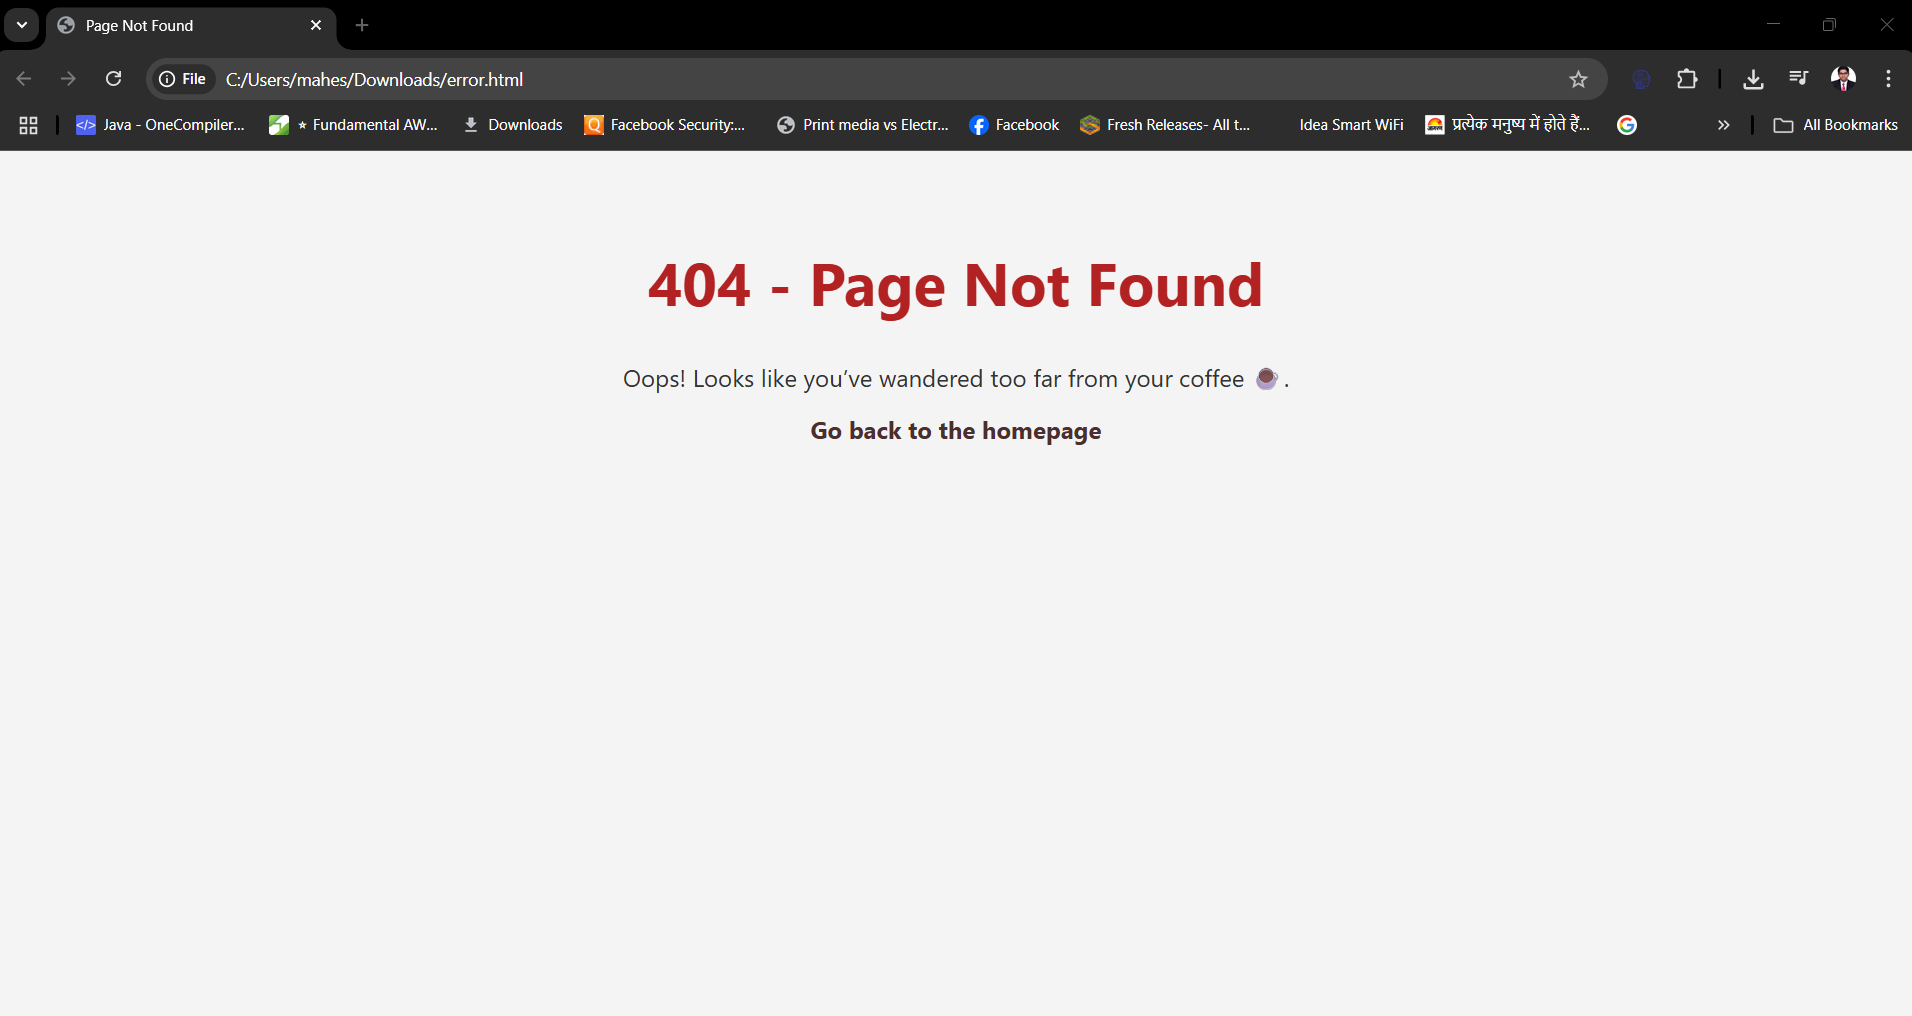 Page Not Found
File C:/Users/mahes/Downloads/error.html
Java - OneCompiler... ⭑ Fundamental AW... Downloads Facebook Security:... Print media vs Electr... Facebook Fresh Releases- All t... Idea Smart WiFi प्रत्येक मनुष्य में होते हैं... All Bookmarks
404 - Page Not Found
Oops! Looks like you’ve wandered too far from your coffee ☕.
Go back to the homepage